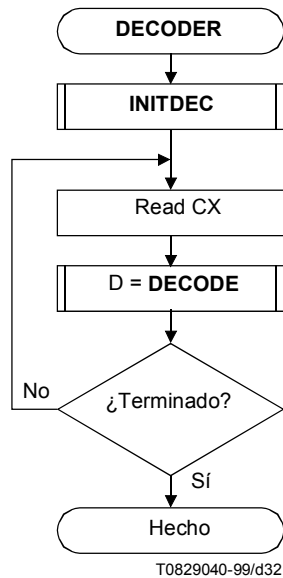 DECODER
INITDEC
Read CX
D = DECODE
¿Terminado?
No
Sí
Hecho
T0829040-99/d32